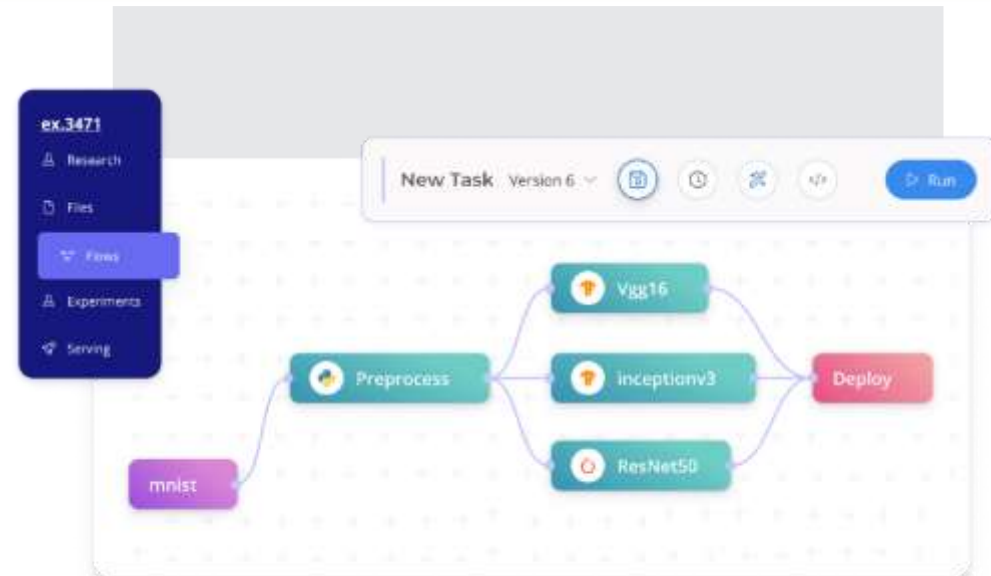 ex.3471
Research
Files
Flows
Experiments
Serving
New Task Version 6
Run
Vgg16
Preprocess
inceptionv3
Deploy
ResNet50
mnist